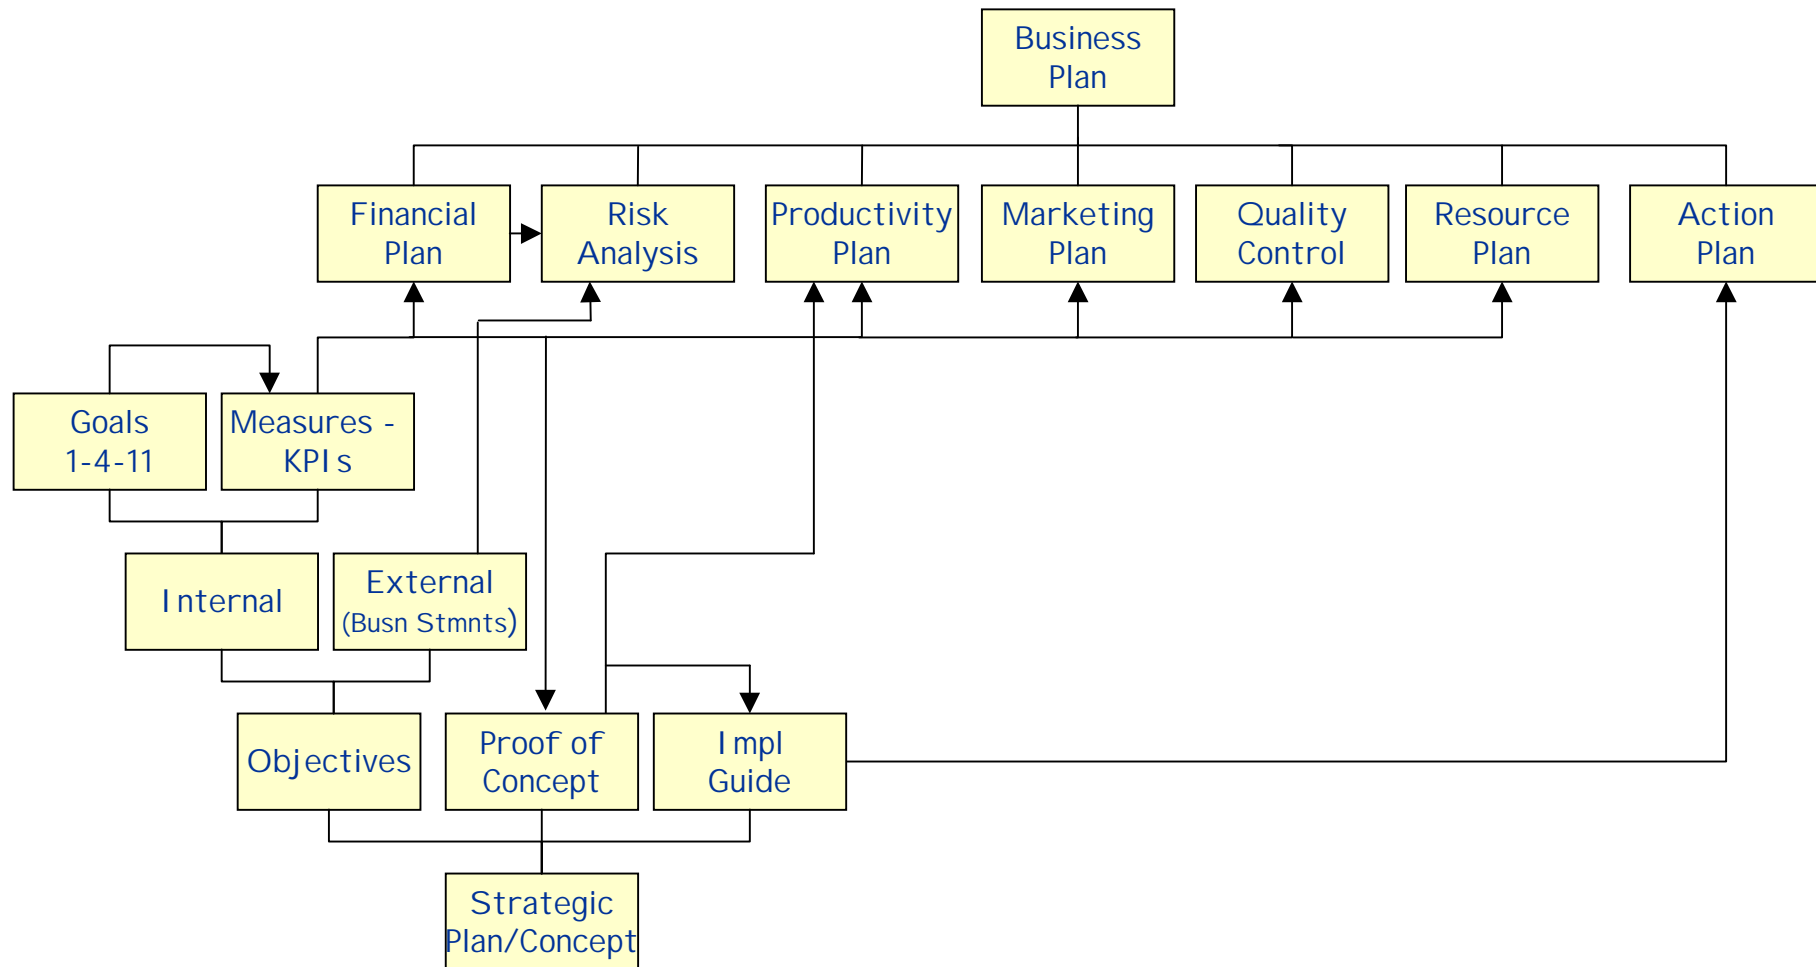 Business
Plan
Financial
Plan
Risk
Analysis
Productivity
Plan
Marketing
Plan
Quality
Control
Resource
Plan
Action
Plan
Goals
1-4-11
Measures -
KPIs
Internal
External
(Busn Stmnts)
Objectives
Proof of
Concept
Impl
Guide
Strategic
Plan/Concept